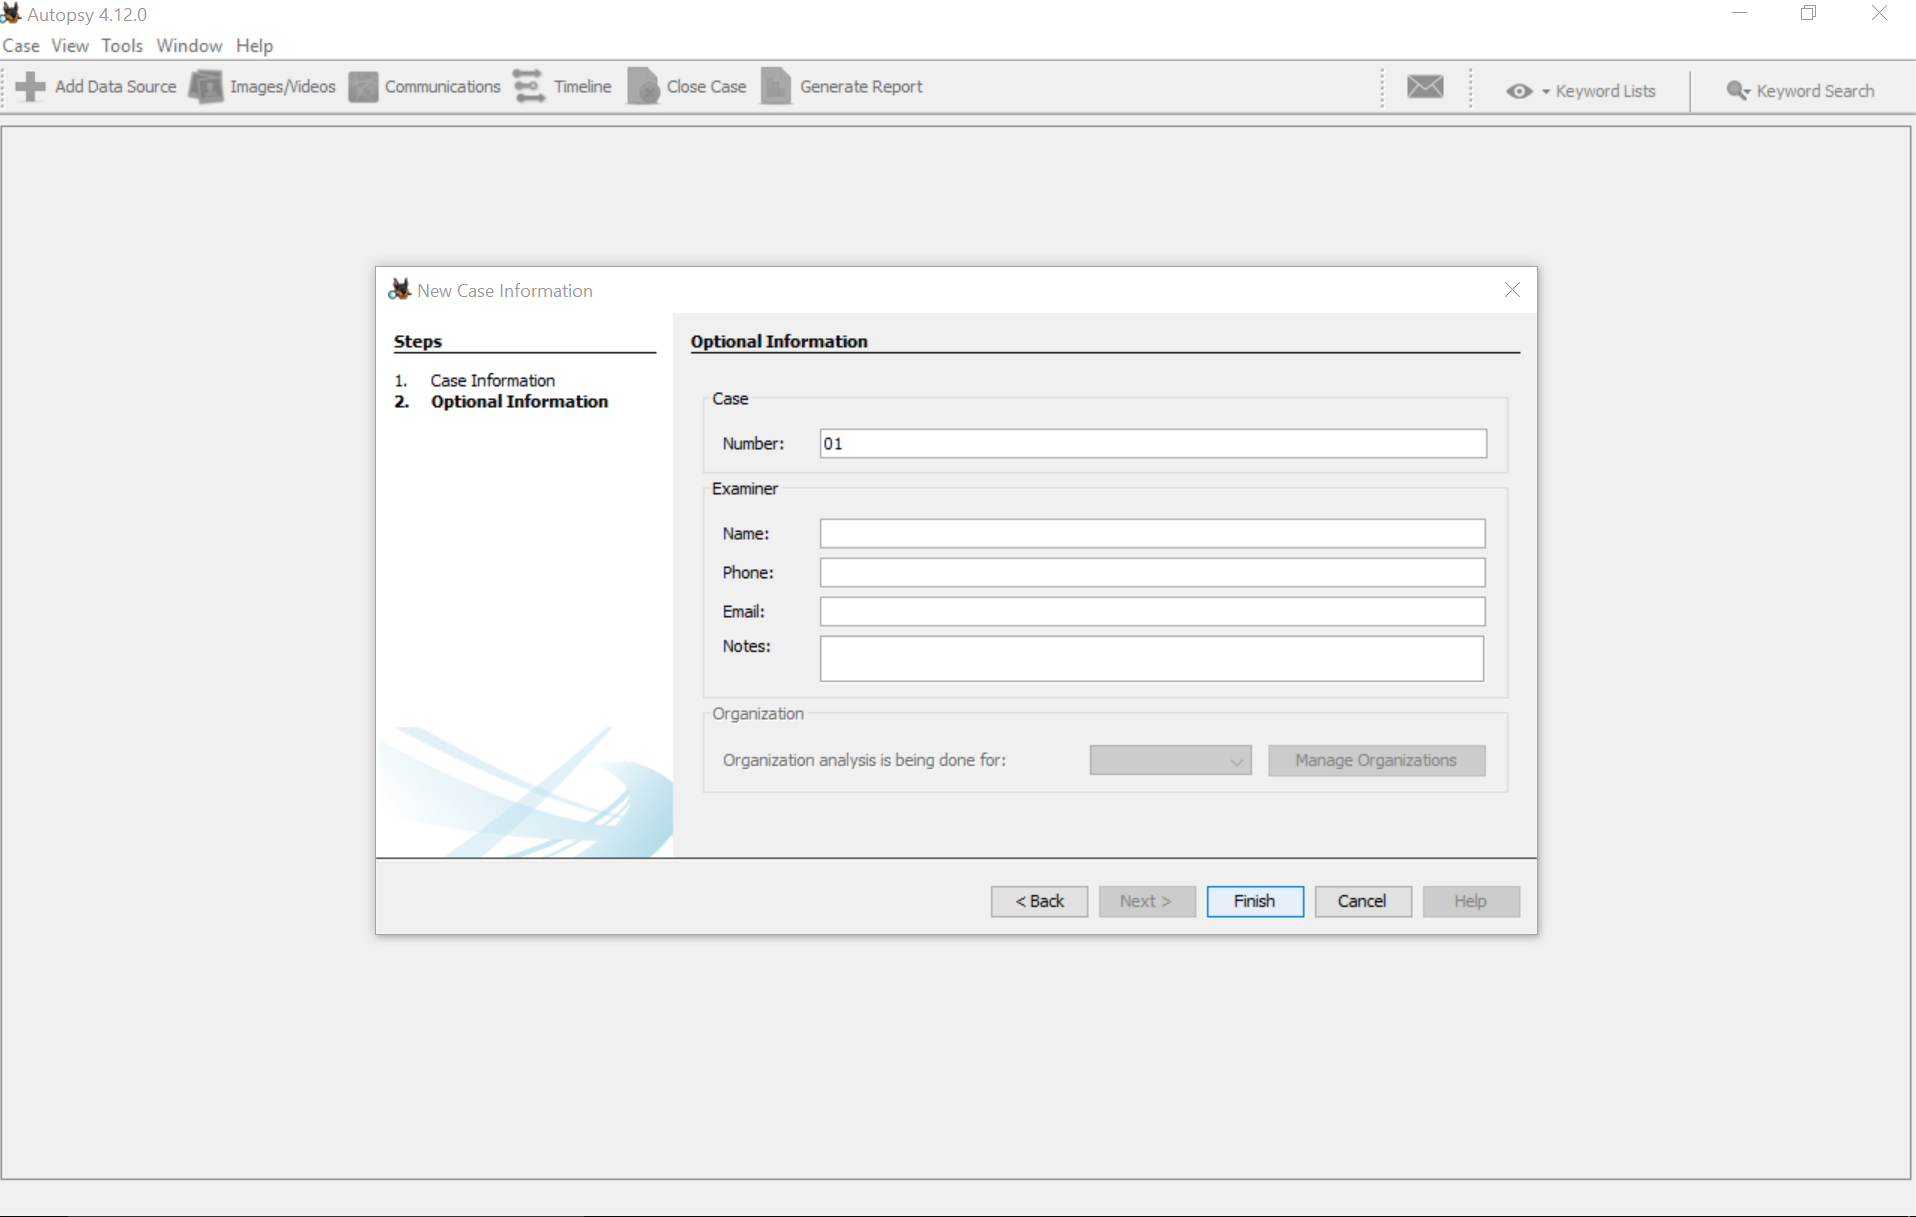 Autopsy 4.12.0
Case View Tools Window Help
Add Data Source Images/Videos Communications Timeline Close Case Generate Report Keyword Lists Keyword Search
New Case Information
Steps
1. Case Information
2. Optional Information
Optional Information
Case
Number: 01
Examiner
Name:
Phone:
Email:
Notes:
Organization
Organization analysis is being done for: Manage Organizations
< Back Next > Finish Cancel Help